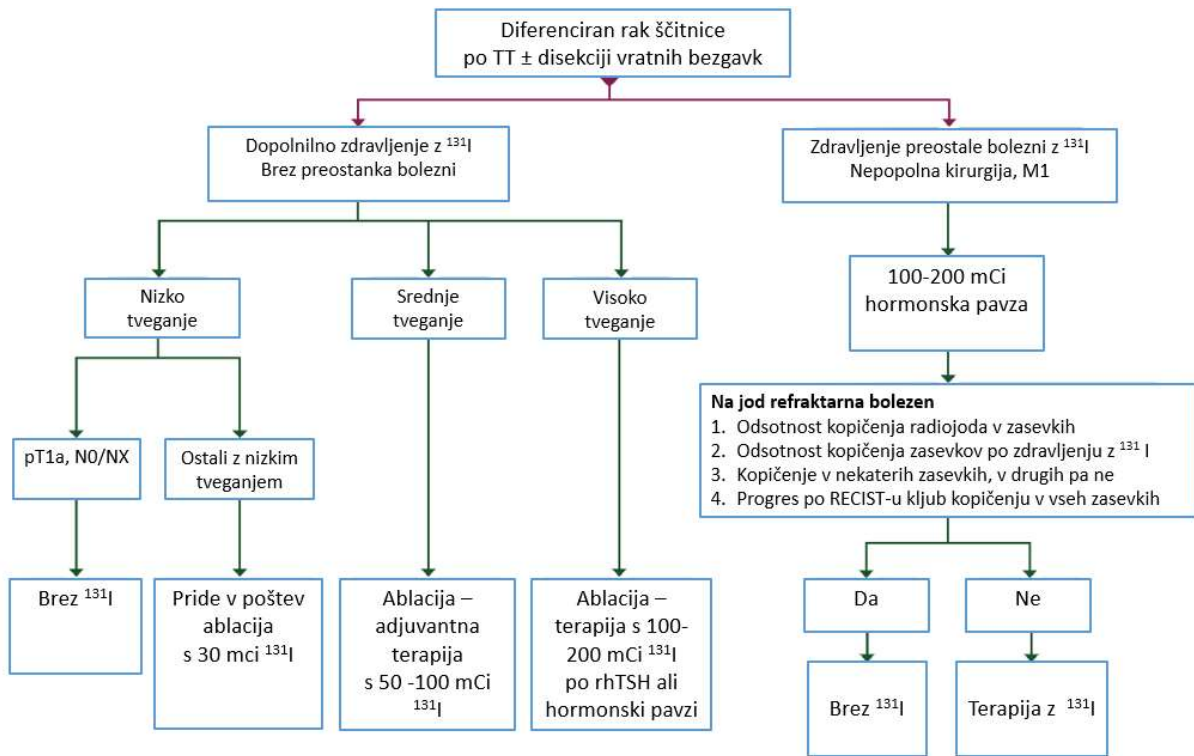 Diferenciran rak ščitnice
po TT ± disekciji vratnih bezgavk
Dopolnilno zdravljenje z ¹³¹I
Brez preostanka bolezni
Zdravljenje preostale bolezni z ¹³¹I
Nepopolna kirurgija, M1
Nizko
tveganje
Srednje
tveganje
Visoko
tveganje
100-200 mCi
hormonska pavza
pT1a, N0/NX
Ostali z nizkim
tveganjem
Na jod refraktarna bolezen
1. Odsotnost kopičenja radiojoda v zasevkih
2. Odsotnost kopičenja zasevkov po zdravljenju z ¹³¹ I
3. Kopičenje v nekaterih zasevkih, v drugih pa ne
4. Progres po RECIST-u kljub kopičenju v vseh zasevkih
Brez ¹³¹I
Pride v poštev
ablacija
s 30 mci ¹³¹I
Ablacija –
adjuvantna
terapija
s 50 -100 mCi
¹³¹I
Ablacija –
terapija s 100-
200 mCi ¹³¹I
po rhTSH ali
hormonski pavzi
Da
Ne
Brez ¹³¹I
Terapija z ¹³¹I